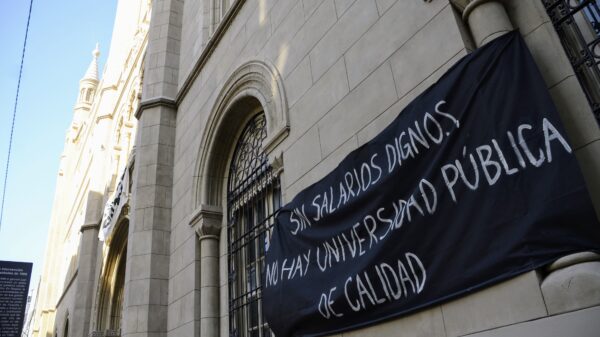 SIN SALARIOS DIGNOS
NO HAY UNIVERSIDAD PÚBLICA
DE CALIDAD